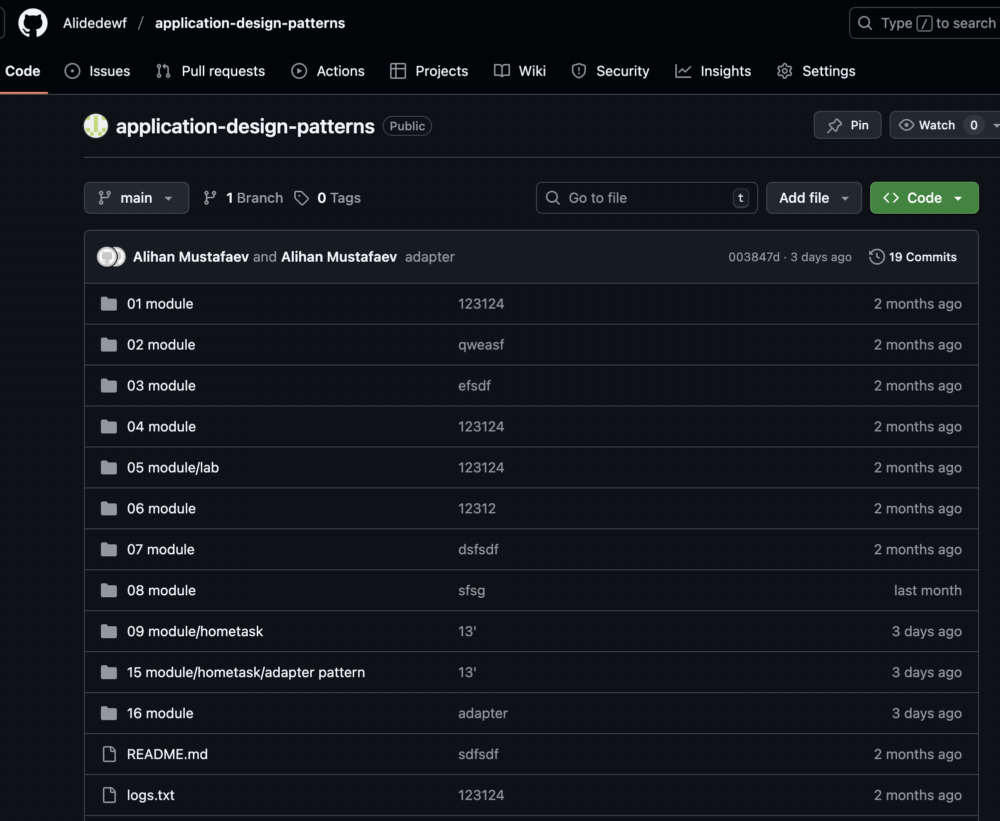 Alidedewf / application-design-patterns
Type / to search
Code Issues Pull requests Actions Projects Wiki Security Insights Settings
application-design-patterns Public
Pin Watch 0
main 1 Branch 0 Tags
Go to file t Add file Code
Alihan Mustafaev and Alihan Mustafaev adapter 003847d · 3 days ago 19 Commits
01 module 123124 2 months ago
02 module qweasf 2 months ago
03 module efsdf 2 months ago
04 module 123124 2 months ago
05 module/lab 123124 2 months ago
06 module 12312 2 months ago
07 module dsfsdf 2 months ago
08 module sfsg last month
09 module/hometask 13' 3 days ago
15 module/hometask/adapter pattern 13' 3 days ago
16 module adapter 3 days ago
README.md sdfsdf 2 months ago
logs.txt 123124 2 months ago